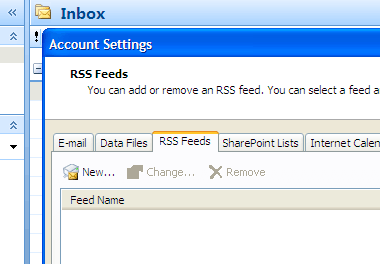 Inbox
Account Settings
RSS Feeds
You can add or remove an RSS feed. You can select a feed a
E-mail Data Files RSS Feeds SharePoint Lists Internet Calen
New... Change... Remove
Feed Name